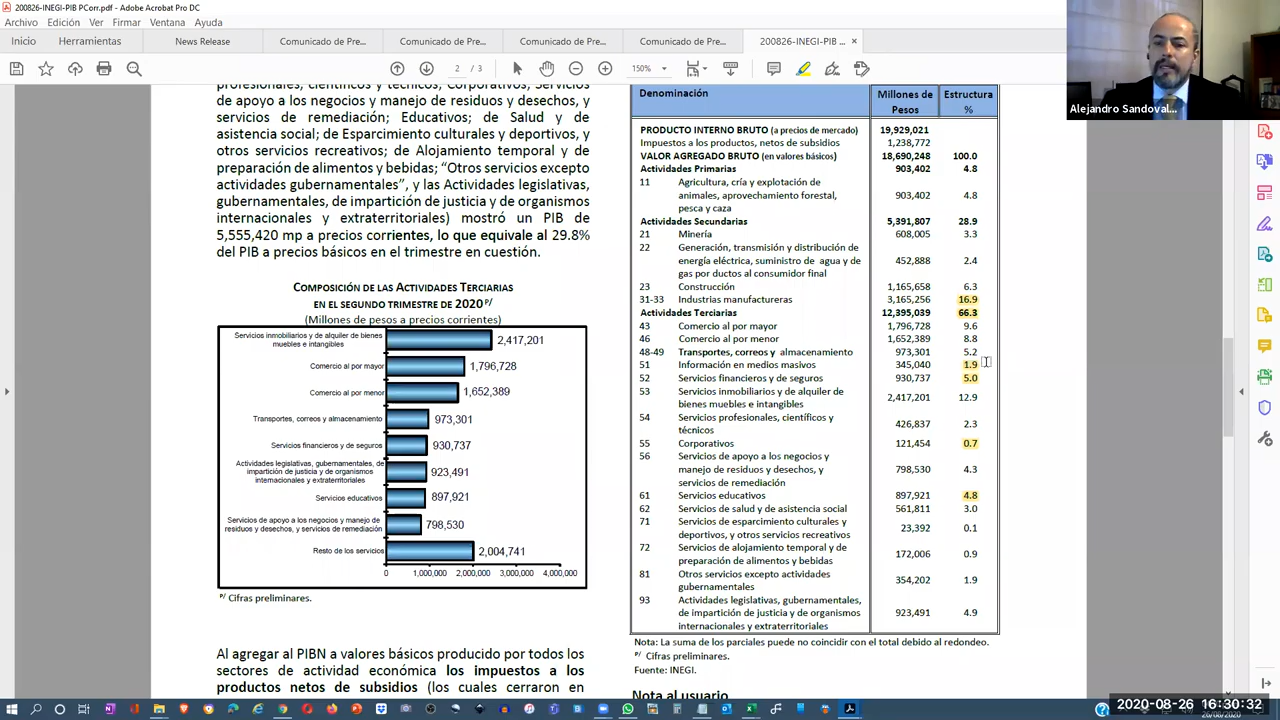 200826-INEGI-PIB PCorr.pdf - Adobe Acrobat Pro DC
Archivo Edición Ver Firmar Ventana Ayuda
Inicio Herramientas News Release Comunicado de Pre... Comunicado de Pre... Comunicado de Pre... Comunicado de Pre... 200826-INEGI-PIB ... ×
2 / 3 150%
Alejandro Sandoval...
profesionales, científicos y técnicos; Corporativos; Servicios
de apoyo a los negocios y manejo de residuos y desechos, y
servicios de remediación; Educativos; de Salud y de
asistencia social; de Esparcimiento culturales y deportivos, y
otros servicios recreativos; de Alojamiento temporal y de
preparación de alimentos y bebidas; “Otros servicios excepto
actividades gubernamentales”, y las Actividades legislativas,
gubernamentales, de impartición de justicia y de organismos
internacionales y extraterritoriales) mostró un PIB de
5,555,420 mp a precios corrientes, lo que equivale al 29.8%
del PIB a precios básicos en el trimestre en cuestión.
COMPOSICIÓN DE LAS ACTIVIDADES TERCIARIAS
EN EL SEGUNDO TRIMESTRE DE 2020 P/
(Millones de pesos a precios corrientes)
Servicios inmobiliarios y de alquiler de bienes
muebles e intangibles 2,417,201
Comercio al por mayor 1,796,728
Comercio al por menor 1,652,389
Transportes, correos y almacenamiento 973,301
Servicios financieros y de seguros 930,737
Actividades legislativas, gubernamentales, de
impartición de justicia y de organismos
internacionales y extraterritoriales 923,491
Servicios educativos 897,921
Servicios de apoyo a los negocios y manejo de
residuos y desechos, y servicios de remediación 798,530
Resto de los servicios 2,004,741
0 1,000,000 2,000,000 3,000,000 4,000,000
P/ Cifras preliminares.
Al agregar al PIBN a valores básicos producido por todos los
sectores de actividad económica los impuestos a los
productos netos de subsidios (los cuales cerraron en
Denominación Millones de Pesos Estructura %
PRODUCTO INTERNO BRUTO (a precios de mercado) 19,929,021
Impuestos a los productos, netos de subsidios 1,238,772
VALOR AGREGADO BRUTO (en valores básicos) 18,690,248 100.0
Actividades Primarias 903,402 4.8
11 Agricultura, cría y explotación de
animales, aprovechamiento forestal, 903,402 4.8
pesca y caza
Actividades Secundarias 5,391,807 28.9
21 Minería 608,005 3.3
22 Generación, transmisión y distribución de
energía eléctrica, suministro de agua y de 452,888 2.4
gas por ductos al consumidor final
23 Construcción 1,165,658 6.3
31-33 Industrias manufactureras 3,165,256 16.9
Actividades Terciarias 12,395,039 66.3
43 Comercio al por mayor 1,796,728 9.6
46 Comercio al por menor 1,652,389 8.8
48-49 Transportes, correos y almacenamiento 973,301 5.2
51 Información en medios masivos 345,040 1.9
52 Servicios financieros y de seguros 930,737 5.0
53 Servicios inmobiliarios y de alquiler de
bienes muebles e intangibles 2,417,201 12.9
54 Servicios profesionales, científicos y
técnicos 426,837 2.3
55 Corporativos 121,454 0.7
56 Servicios de apoyo a los negocios y
manejo de residuos y desechos, y 798,530 4.3
servicios de remediación
61 Servicios educativos 897,921 4.8
62 Servicios de salud y de asistencia social 561,811 3.0
71 Servicios de esparcimiento culturales y
deportivos, y otros servicios recreativos 23,392 0.1
72 Servicios de alojamiento temporal y de
preparación de alimentos y bebidas 172,006 0.9
81 Otros servicios excepto actividades
gubernamentales 354,202 1.9
93 Actividades legislativas, gubernamentales,
de impartición de justicia y de organismos 923,491 4.9
internacionales y extraterritoriales
Nota: La suma de los parciales puede no coincidir con el total debido al redondeo.
P/ Cifras preliminares.
Fuente: INEGI.
Nota al usuario
2020-08-26 16:30:32
26/08/2020